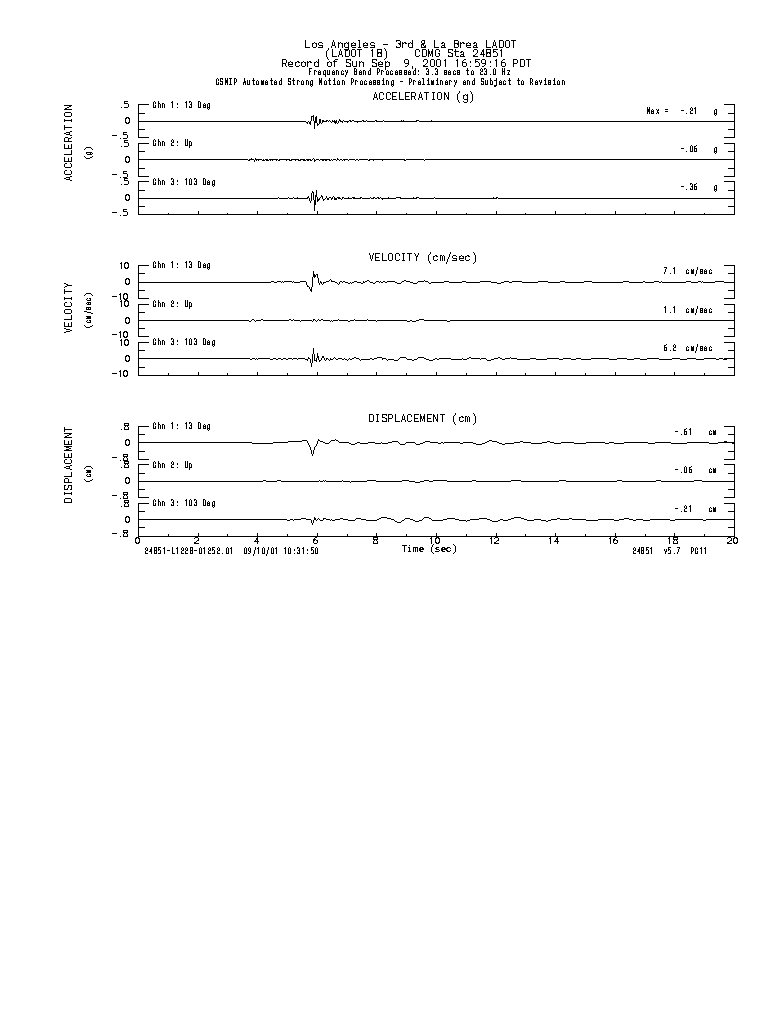 Los Angeles - 3rd & La Brea LADOT
(LADOT 18) CDMG Sta 24851
Record of Sun Sep 9, 2001 16:59:16 PDT
Frequency Band Processed: 3.3 secs to 23.0 Hz
CSMIP Automated Strong Motion Processing - Preliminary and Subject to Revision
ACCELERATION (g)
ACCELERATION
(g)
.5 Chn 1: 13 Deg Max = -.21 g
0
-.5
.5 Chn 2: Up -.06 g
0
-.5
.5 Chn 3: 103 Deg -.36 g
0
-.5
VELOCITY (cm/sec)
VELOCITY
(cm/sec)
10 Chn 1: 13 Deg 7.1 cm/sec
0
-10
10 Chn 2: Up 1.1 cm/sec
0
-10
10 Chn 3: 103 Deg 6.2 cm/sec
0
-10
DISPLACEMENT (cm)
DISPLACEMENT
(cm)
.8 Chn 1: 13 Deg -.61 cm
0
-.8
.8 Chn 2: Up -.06 cm
0
-.8
.8 Chn 3: 103 Deg -.21 cm
0
-.8
0 2 4 6 8 10 12 14 16 18 20
Time (sec)
24851-L1228-01252.01 09/10/01 10:31:50 24851 v5.7 PC11